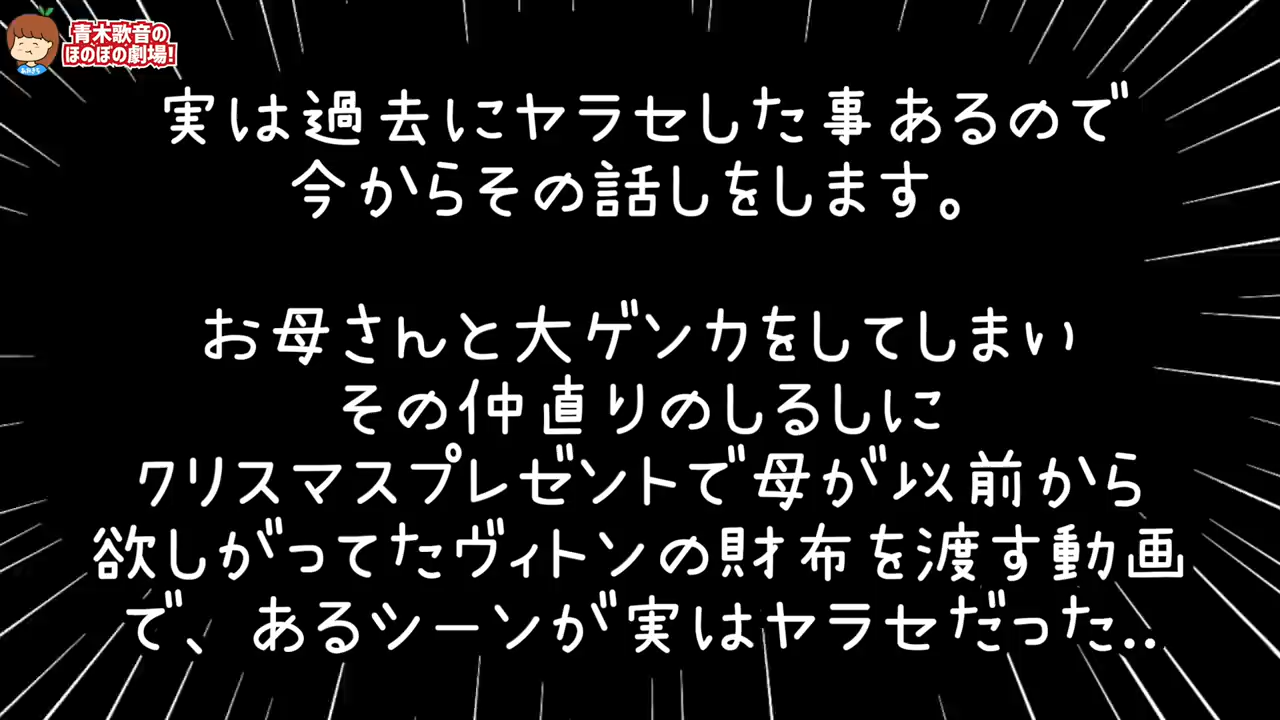 青木歌音の
ほのぼの劇場!
実は過去にヤラセした事あるので
今からその話しをします。
お母さんと大ゲンカをしてしまい
その仲直りのしるしに
クリスマスプレゼントで母が以前から
欲しがってたヴィトンの財布を渡す動画
で、あるツーンが実はヤラセだった..